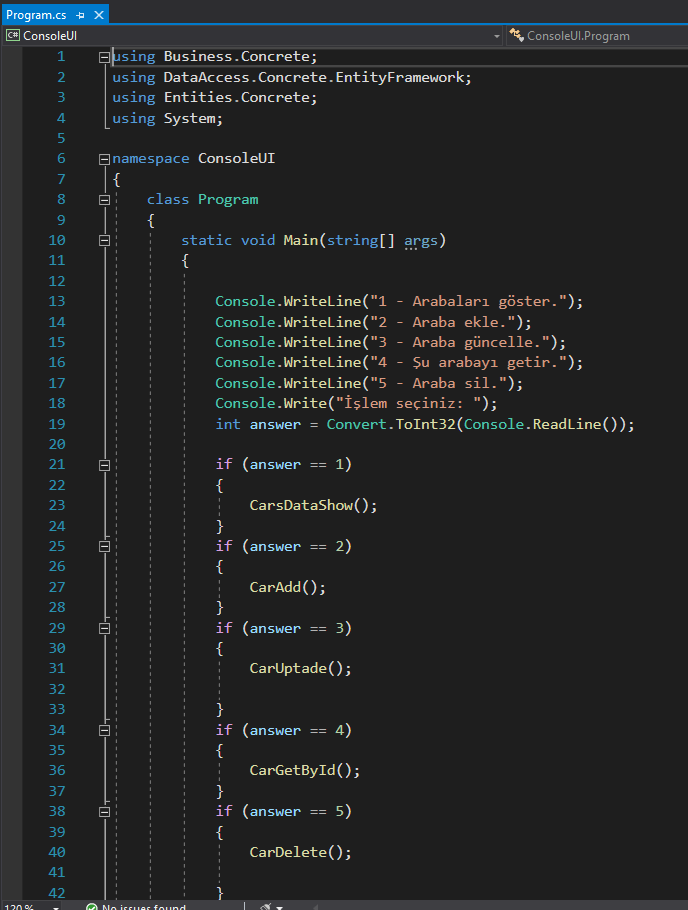 Program.cs
C# ConsoleUI ConsoleUI.Program
1 using Business.Concrete;
2 using DataAccess.Concrete.EntityFramework;
3 using Entities.Concrete;
4 using System;
5
6 namespace ConsoleUI
7 {
8 class Program
9 {
10 static void Main(string[] args)
11 {
12
13 Console.WriteLine("1 - Arabaları göster.");
14 Console.WriteLine("2 - Araba ekle.");
15 Console.WriteLine("3 - Araba güncelle.");
16 Console.WriteLine("4 - Şu arabayı getir.");
17 Console.WriteLine("5 - Araba sil.");
18 Console.Write("İşlem seçiniz: ");
19 int answer = Convert.ToInt32(Console.ReadLine());
20
21 if (answer == 1)
22 {
23 CarsDataShow();
24 }
25 if (answer == 2)
26 {
27 CarAdd();
28 }
29 if (answer == 3)
30 {
31 CarUptade();
32
33 }
34 if (answer == 4)
35 {
36 CarGetById();
37 }
38 if (answer == 5)
39 {
40 CarDelete();
41
42 }
120 % No issues found